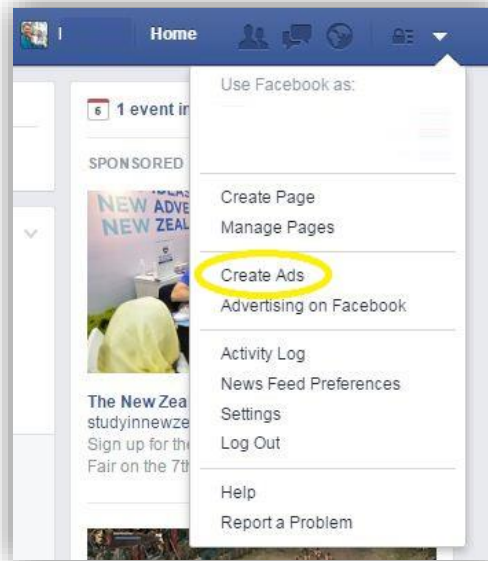 Home
Use Facebook as:
6 1 event in
SPONSORED
NEW ADVE
NEW ZEAL
Create Page
Manage Pages
Create Ads
Advertising on Facebook
Activity Log
News Feed Preferences
Settings
Log Out
The New Zea
studyinnewze
Sign up for the
Fair on the 7th
Help
Report a Problem